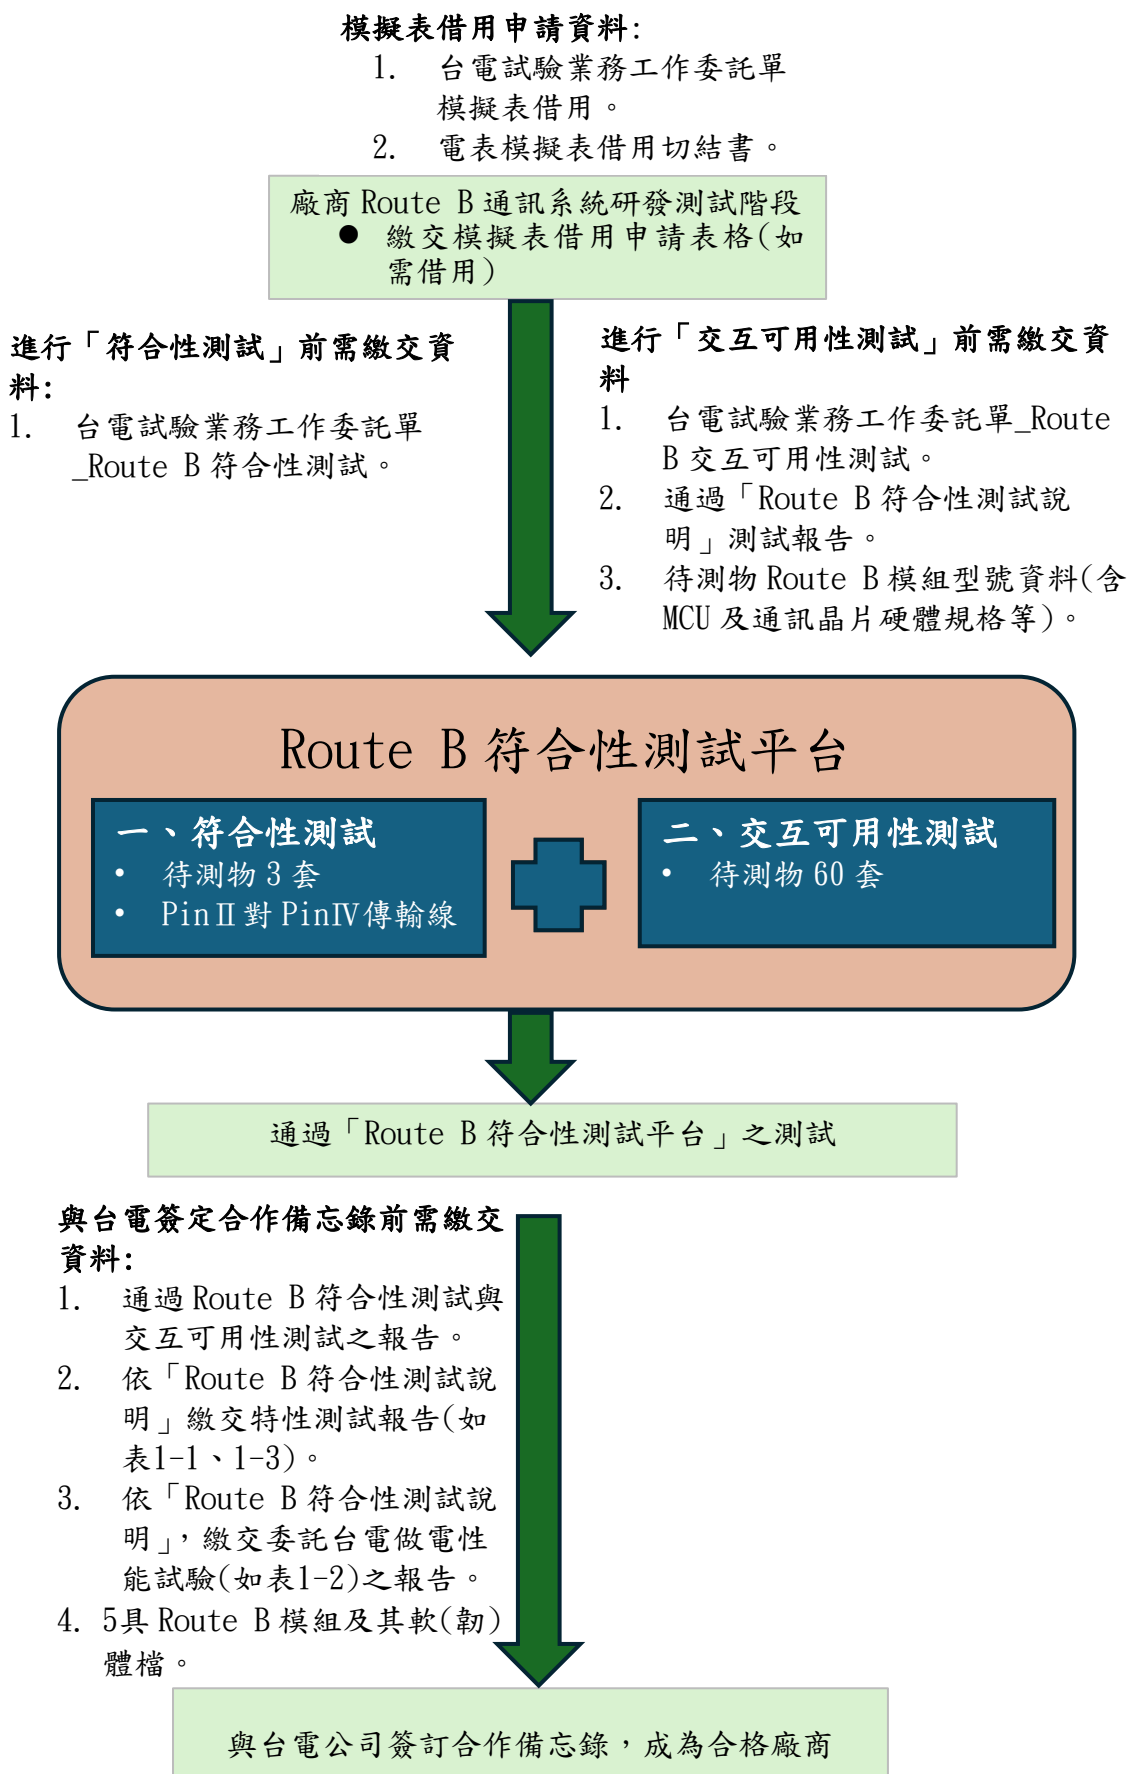 模擬表借用申請資料:
1. 台電試驗業務工作委託單
模擬表借用。
2. 電表模擬表借用切結書。
廠商 Route B 通訊系統研發測試階段
● 繳交模擬表借用申請表格(如
需借用)
進行「符合性測試」前需繳交資
料:
1. 台電試驗業務工作委託單
_Route B 符合性測試。
進行「交互可用性測試」前需繳交資
料
1. 台電試驗業務工作委託單_Route
B 交互可用性測試。
2. 通過「Route B 符合性測試說
明」測試報告。
3. 待測物 Route B 模組型號資料(含
MCU 及通訊晶片硬體規格等)。
Route B 符合性測試平台
一、符合性測試
• 待測物 3 套
• PinⅡ對 PinⅣ傳輸線
二、交互可用性測試
• 待測物 60 套
通過「Route B 符合性測試平台」之測試
與台電簽定合作備忘錄前需繳交
資料:
1. 通過 Route B 符合性測試與
交互可用性測試之報告。
2. 依「Route B 符合性測試說
明」繳交特性測試報告(如
表1-1、1-3)。
3. 依「Route B 符合性測試說
明」,繳交委託台電做電性
能試驗(如表1-2)之報告。
4. 5具 Route B 模組及其軟(韌)
體檔。
與台電公司簽訂合作備忘錄，成為合格廠商